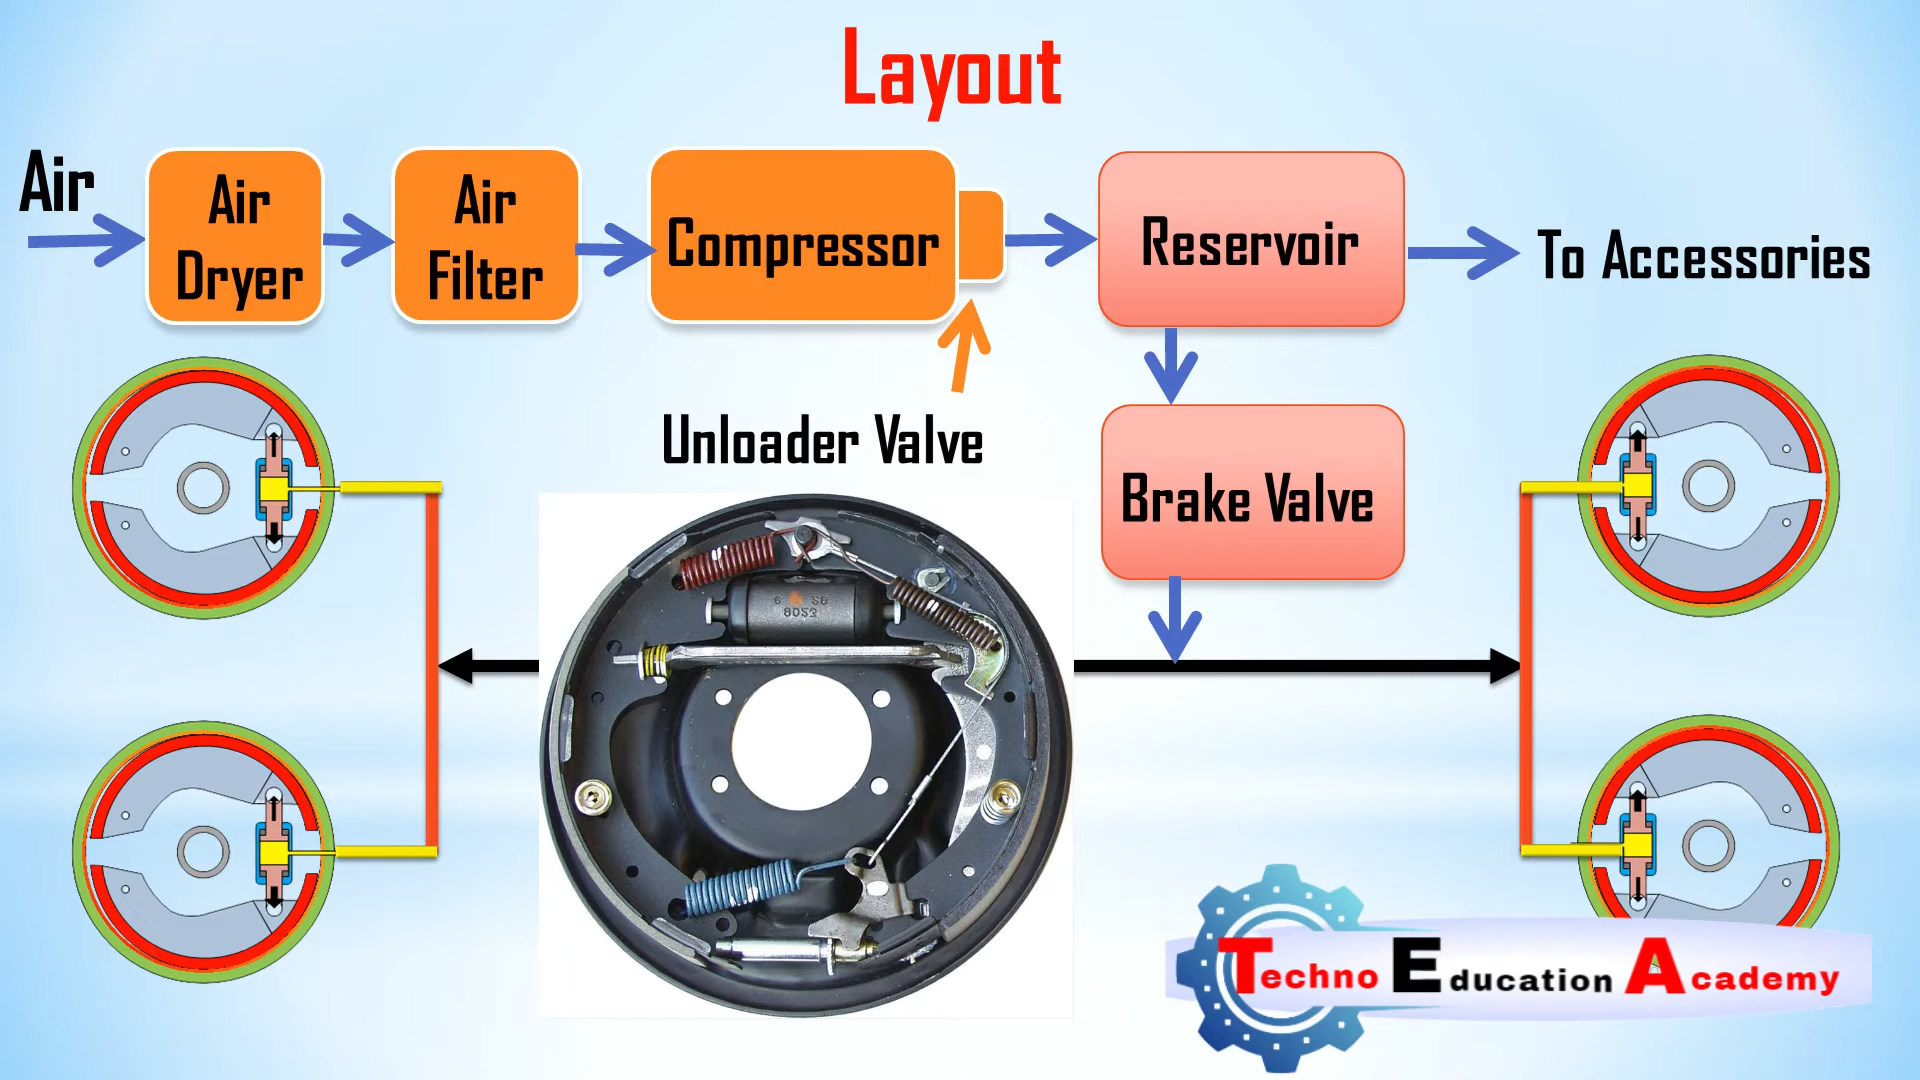 Layout
Air
Air
Dryer
Air
Filter
Compressor
Reservoir
To Accessories
Unloader Valve
Brake Valve
Techno Education Academy